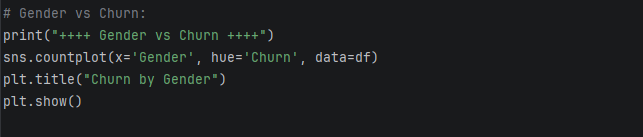 # Gender vs Churn:
print("++++ Gender vs Churn ++++")
sns.countplot(x='Gender', hue='Churn', data=df)
plt.title("Churn by Gender")
plt.show()